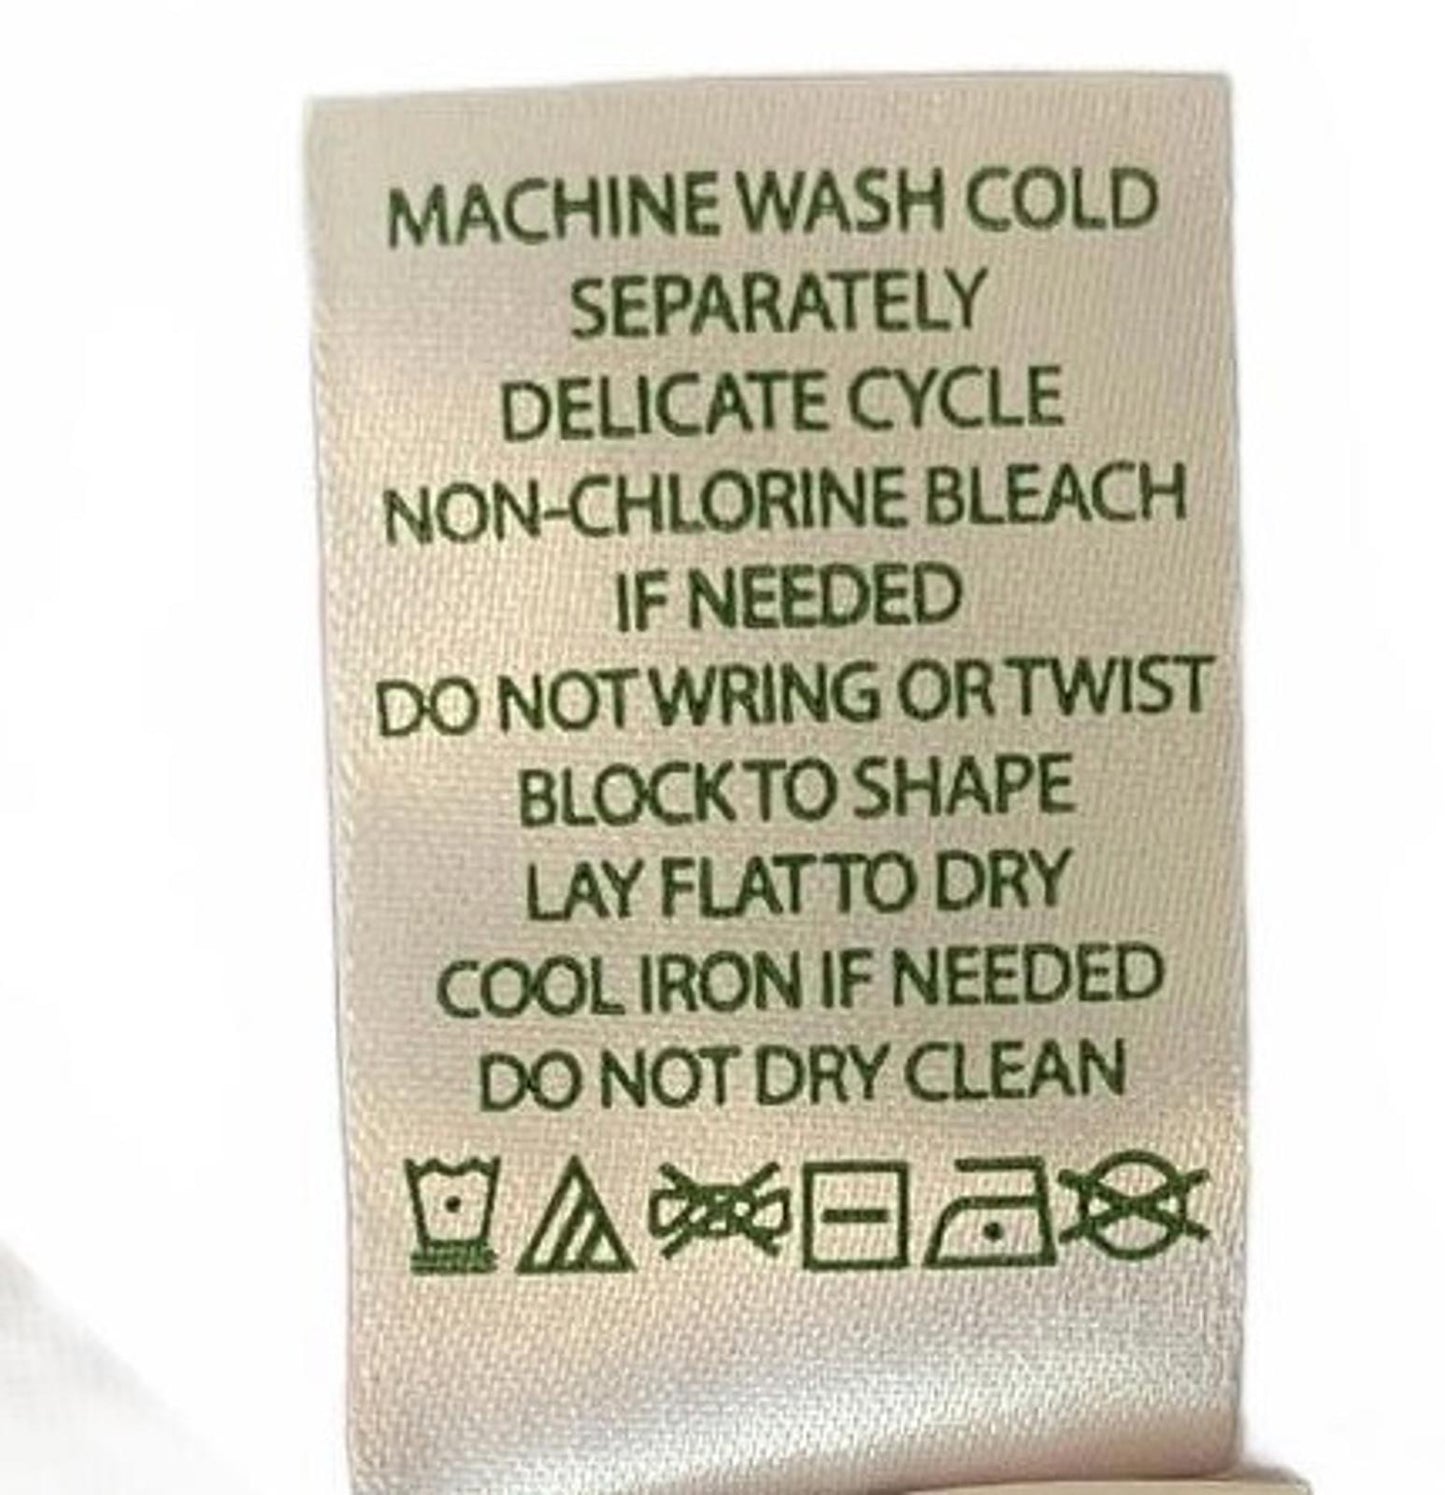 MACHINE WASH COLD
SEPARATELY
DELICATE CYCLE
NON-CHLORINE BLEACH
IF NEEDED
DO NOT WRING OR TWIST
BLOCK TO SHAPE
LAY FLAT TO DRY
COOL IRON IF NEEDED
DO NOT DRY CLEAN